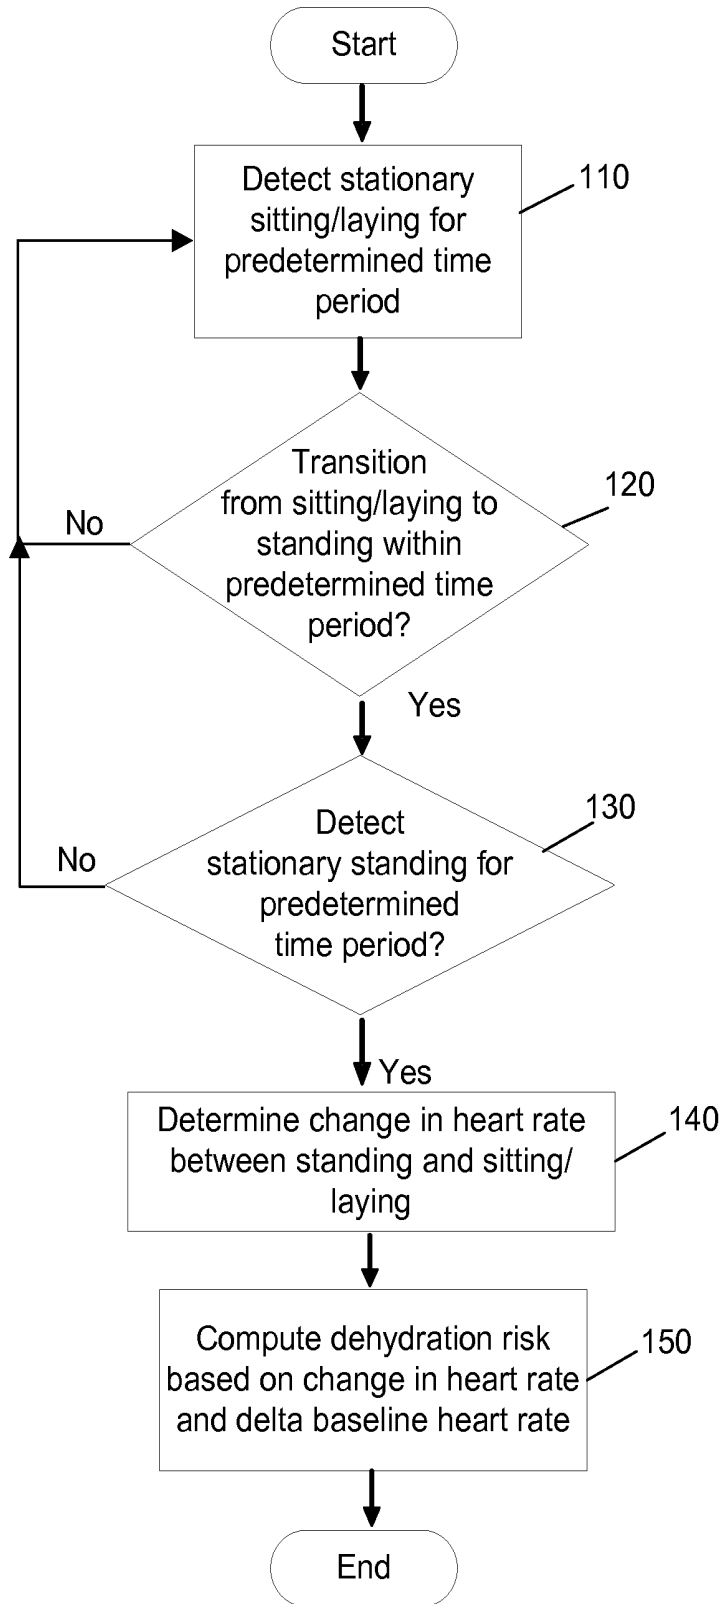 Start
Detect stationary
sitting/laying for
predetermined time
period
110
Transition
from sitting/laying to
standing within
predetermined time
period?
120
No
Yes
Detect
stationary standing for
predetermined
time period?
130
No
Yes
Determine change in heart rate
between standing and sitting/
laying
140
Compute dehydration risk
based on change in heart rate
and delta baseline heart rate
150
End